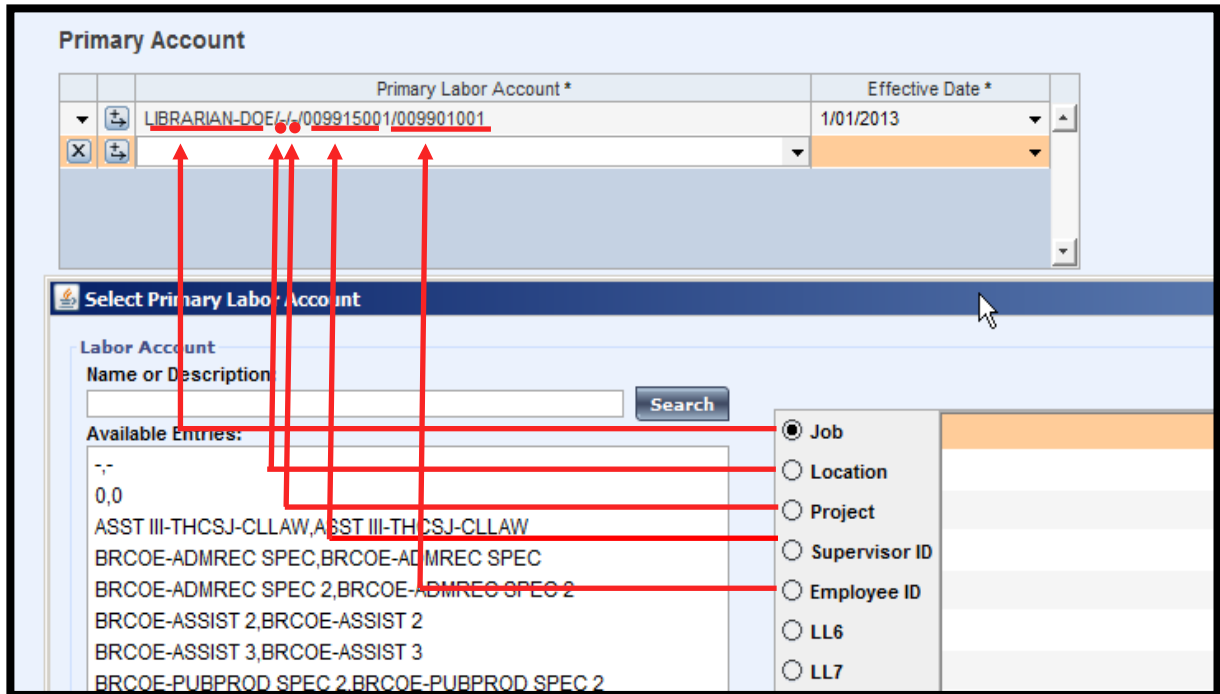 Primary Account
Primary Labor Account * Effective Date *
LIBRARIAN-DOE/-/-/009915001/009901001 1/01/2013
Select Primary Labor Account
Labor Account
Name or Description:
Search
Available Entries:
-,-
0,0
ASST III-THCSJ-CLLAW,ASST III-THCSJ-CLLAW
BRCOE-ADMREC SPEC,BRCOE-ADMREC SPEC
BRCOE-ADMREC SPEC 2,BRCOE-ADMREC SPEC 2
BRCOE-ASSIST 2,BRCOE-ASSIST 2
BRCOE-ASSIST 3,BRCOE-ASSIST 3
BRCOE-PUBPROD SPEC 2,BRCOE-PUBPROD SPEC 2
Job
Location
Project
Supervisor ID
Employee ID
LL6
LL7